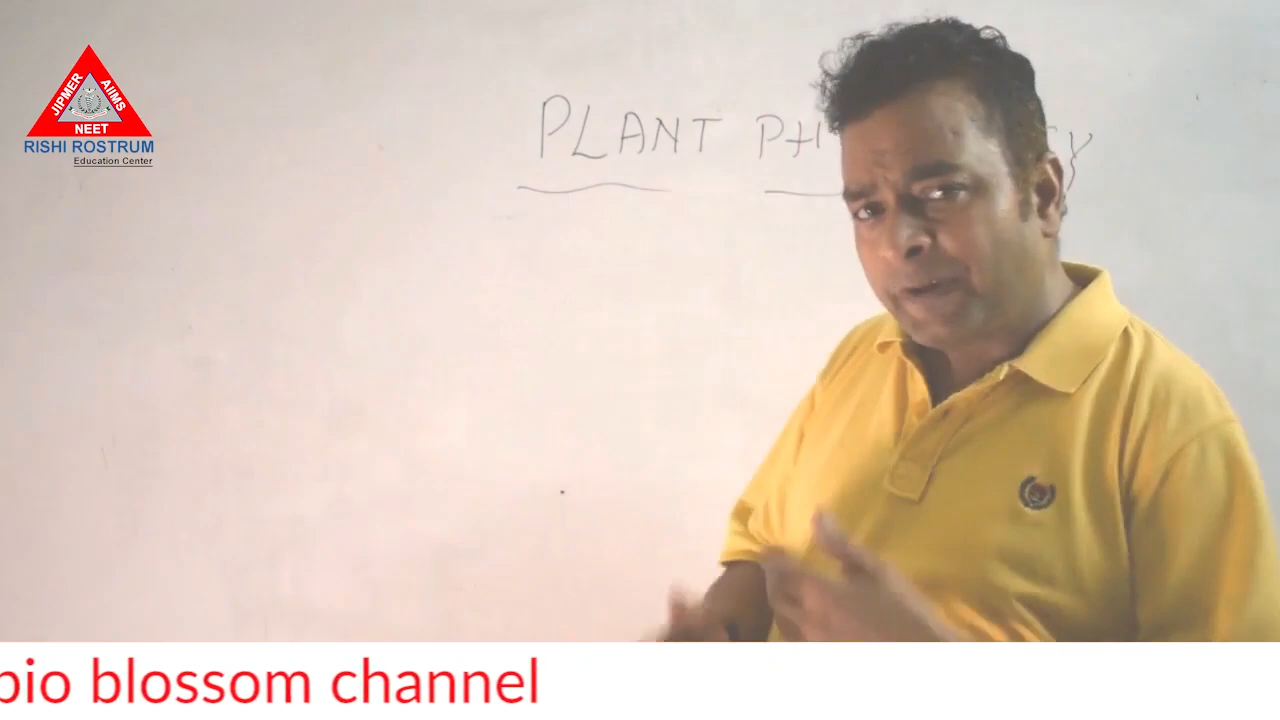 JIPMER
AIIMS
NEET
RISHI ROSTRUM
Education Center
PLANT
bio blossom channel